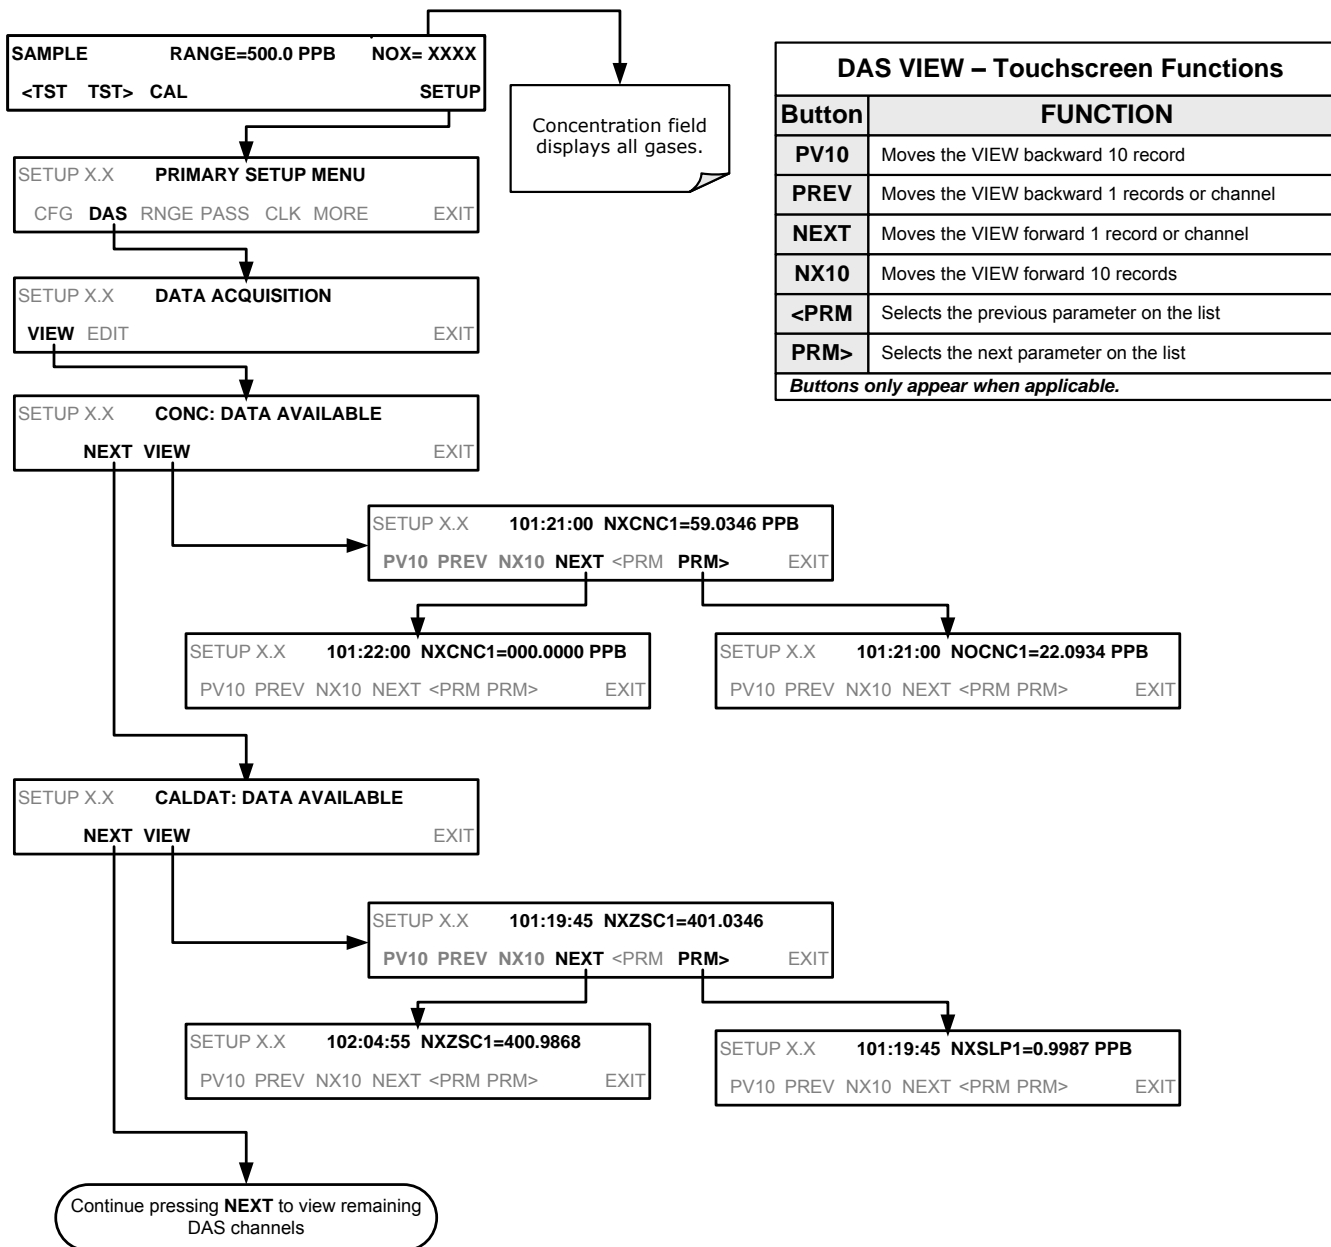 SAMPLE RANGE=500.0 PPB NOX= XXXX
<TST TST> CAL SETUP
Concentration field
displays all gases.
DAS VIEW – Touchscreen Functions
Button FUNCTION
PV10 Moves the VIEW backward 10 record
PREV Moves the VIEW backward 1 records or channel
NEXT Moves the VIEW forward 1 record or channel
NX10 Moves the VIEW forward 10 records
<PRM Selects the previous parameter on the list
PRM> Selects the next parameter on the list
Buttons only appear when applicable.
SETUP X.X PRIMARY SETUP MENU
CFG DAS RNGE PASS CLK MORE EXIT
SETUP X.X DATA ACQUISITION
VIEW EDIT EXIT
SETUP X.X CONC: DATA AVAILABLE
NEXT VIEW EXIT
SETUP X.X 101:21:00 NXCNC1=59.0346 PPB
PV10 PREV NX10 NEXT <PRM PRM> EXIT
SETUP X.X 101:22:00 NXCNC1=000.0000 PPB
PV10 PREV NX10 NEXT <PRM PRM> EXIT
SETUP X.X 101:21:00 NOCNC1=22.0934 PPB
PV10 PREV NX10 NEXT <PRM PRM> EXIT
SETUP X.X CALDAT: DATA AVAILABLE
NEXT VIEW EXIT
SETUP X.X 101:19:45 NXZSC1=401.0346
PV10 PREV NX10 NEXT <PRM PRM> EXIT
SETUP X.X 102:04:55 NXZSC1=400.9868
PV10 PREV NX10 NEXT <PRM PRM> EXIT
SETUP X.X 101:19:45 NXSLP1=0.9987 PPB
PV10 PREV NX10 NEXT <PRM PRM> EXIT
Continue pressing NEXT to view remaining
DAS channels